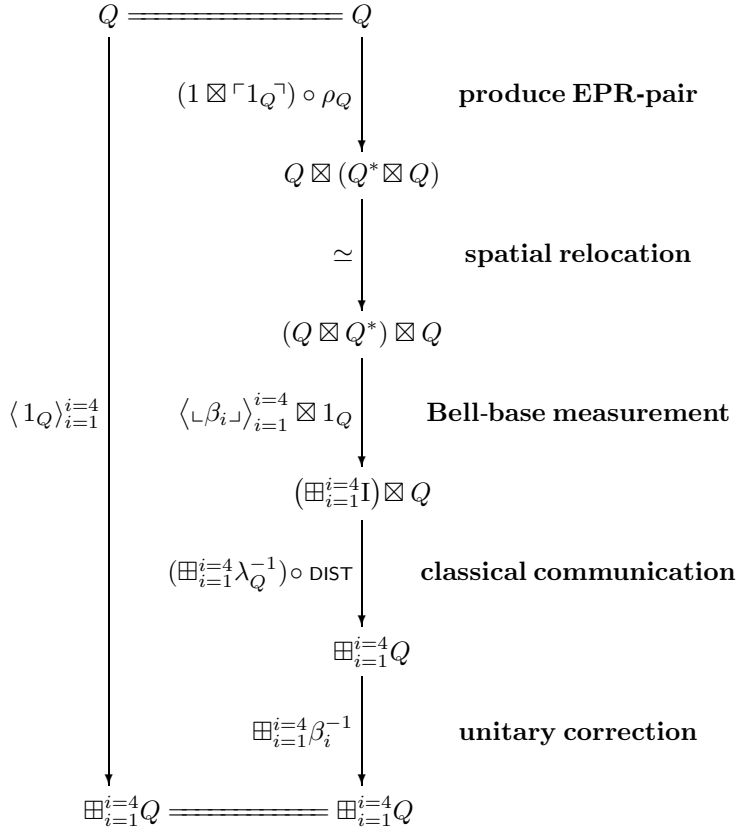 Q Q
(1 ⊠ ⌜1_Q⌝) ∘ ρ_Q produce EPR-pair
Q ⊠ (Q* ⊠ Q)
≃ spatial relocation
(Q ⊠ Q*) ⊠ Q
⟨ 1_Q⟩_{i=1}^{i=4} ⟨⌞β_i⌟⟩_{i=1}^{i=4} ⊠ 1_Q Bell-base measurement
(⊞_{i=1}^{i=4}I) ⊠ Q
(⊞_{i=1}^{i=4}λ_Q^{-1}) ∘ DIST classical communication
⊞_{i=1}^{i=4}Q
⊞_{i=1}^{i=4}β_i^{-1} unitary correction
⊞_{i=1}^{i=4}Q ⊞_{i=1}^{i=4}Q